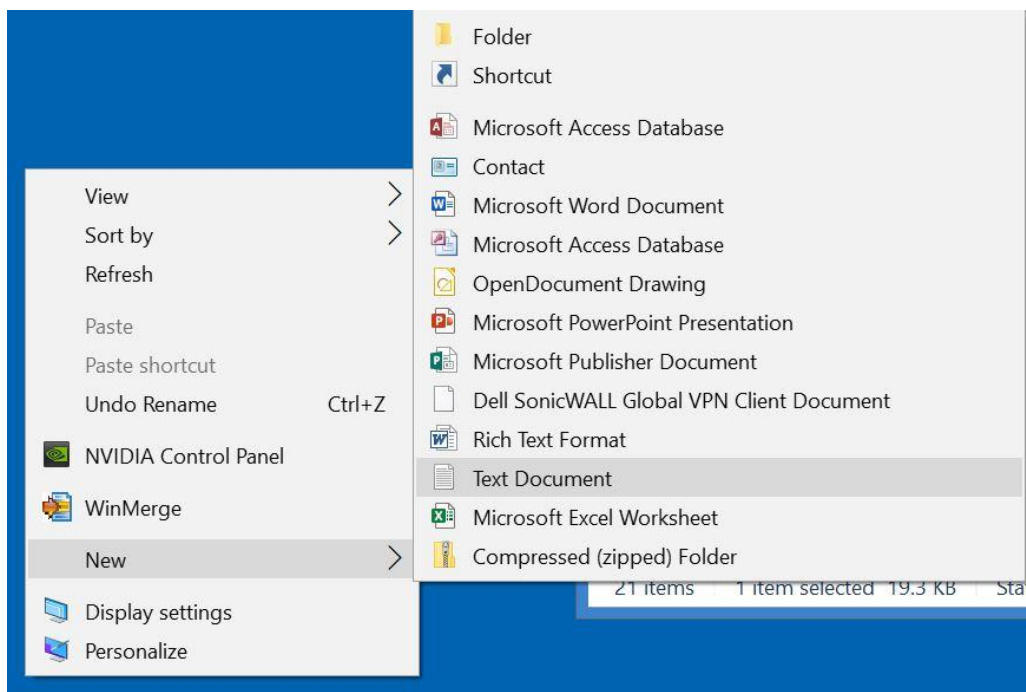 View
Sort by
Refresh
Paste
Paste shortcut
Undo Rename Ctrl+Z
NVIDIA Control Panel
WinMerge
New
Display settings
Personalize
Folder
Shortcut
Microsoft Access Database
Contact
Microsoft Word Document
Microsoft Access Database
OpenDocument Drawing
Microsoft PowerPoint Presentation
Microsoft Publisher Document
Dell SonicWALL Global VPN Client Document
Rich Text Format
Text Document
Microsoft Excel Worksheet
Compressed (zipped) Folder
21 items 1 item selected 19.3 KB